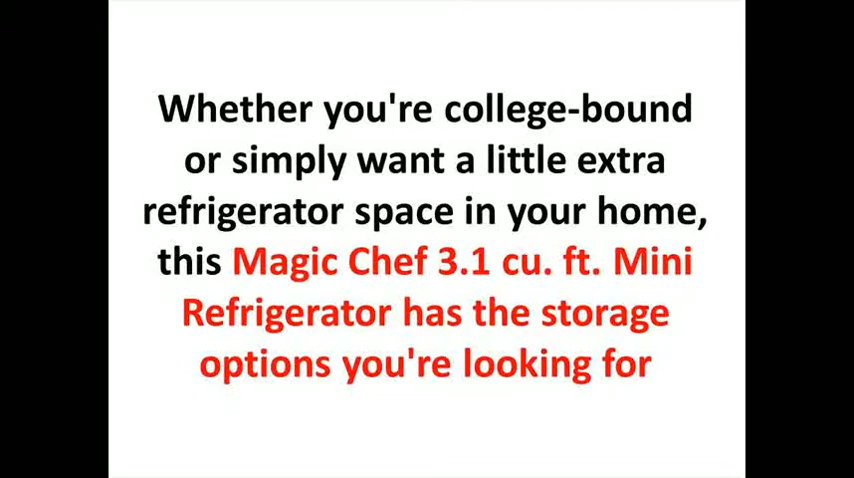 Whether you're college-bound
or simply want a little extra
refrigerator space in your home,
this Magic Chef 3.1 cu. ft. Mini
Refrigerator has the storage
options you're looking for